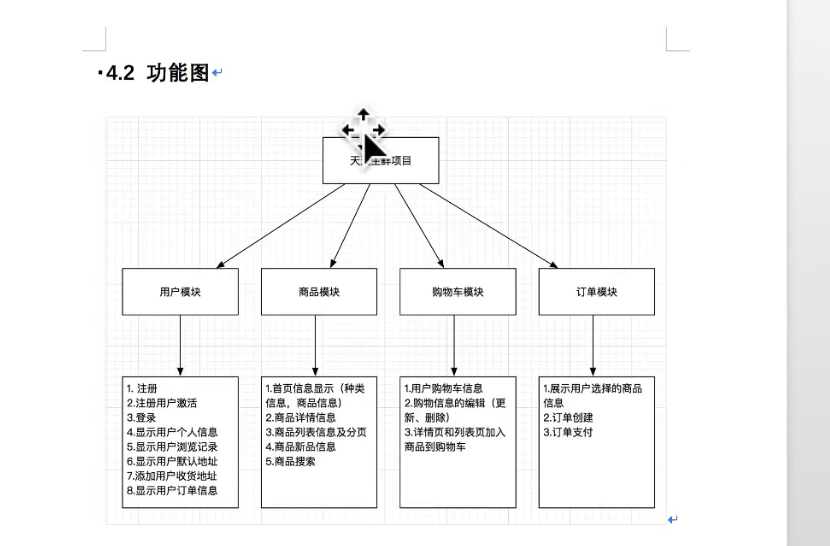 4.2 功能图
天 生鲜项目
用户模块
商品模块
购物车模块
订单模块
1. 注册
2.注册用户激活
3.登录
4.显示用户个人信息
5.显示用户浏览记录
6.显示用户默认地址
7.添加用户收货地址
8.显示用户订单信息
1.首页信息显示（种类
信息，商品信息）
2.商品详情信息
3.商品列表信息及分页
4.商品新品信息
5.商品搜索
1.用户购物车信息
2.购物信息的编辑（更
新、删除）
3.详情页和列表页加入
商品到购物车
1.展示用户选择的商品
信息
2.订单创建
3.订单支付